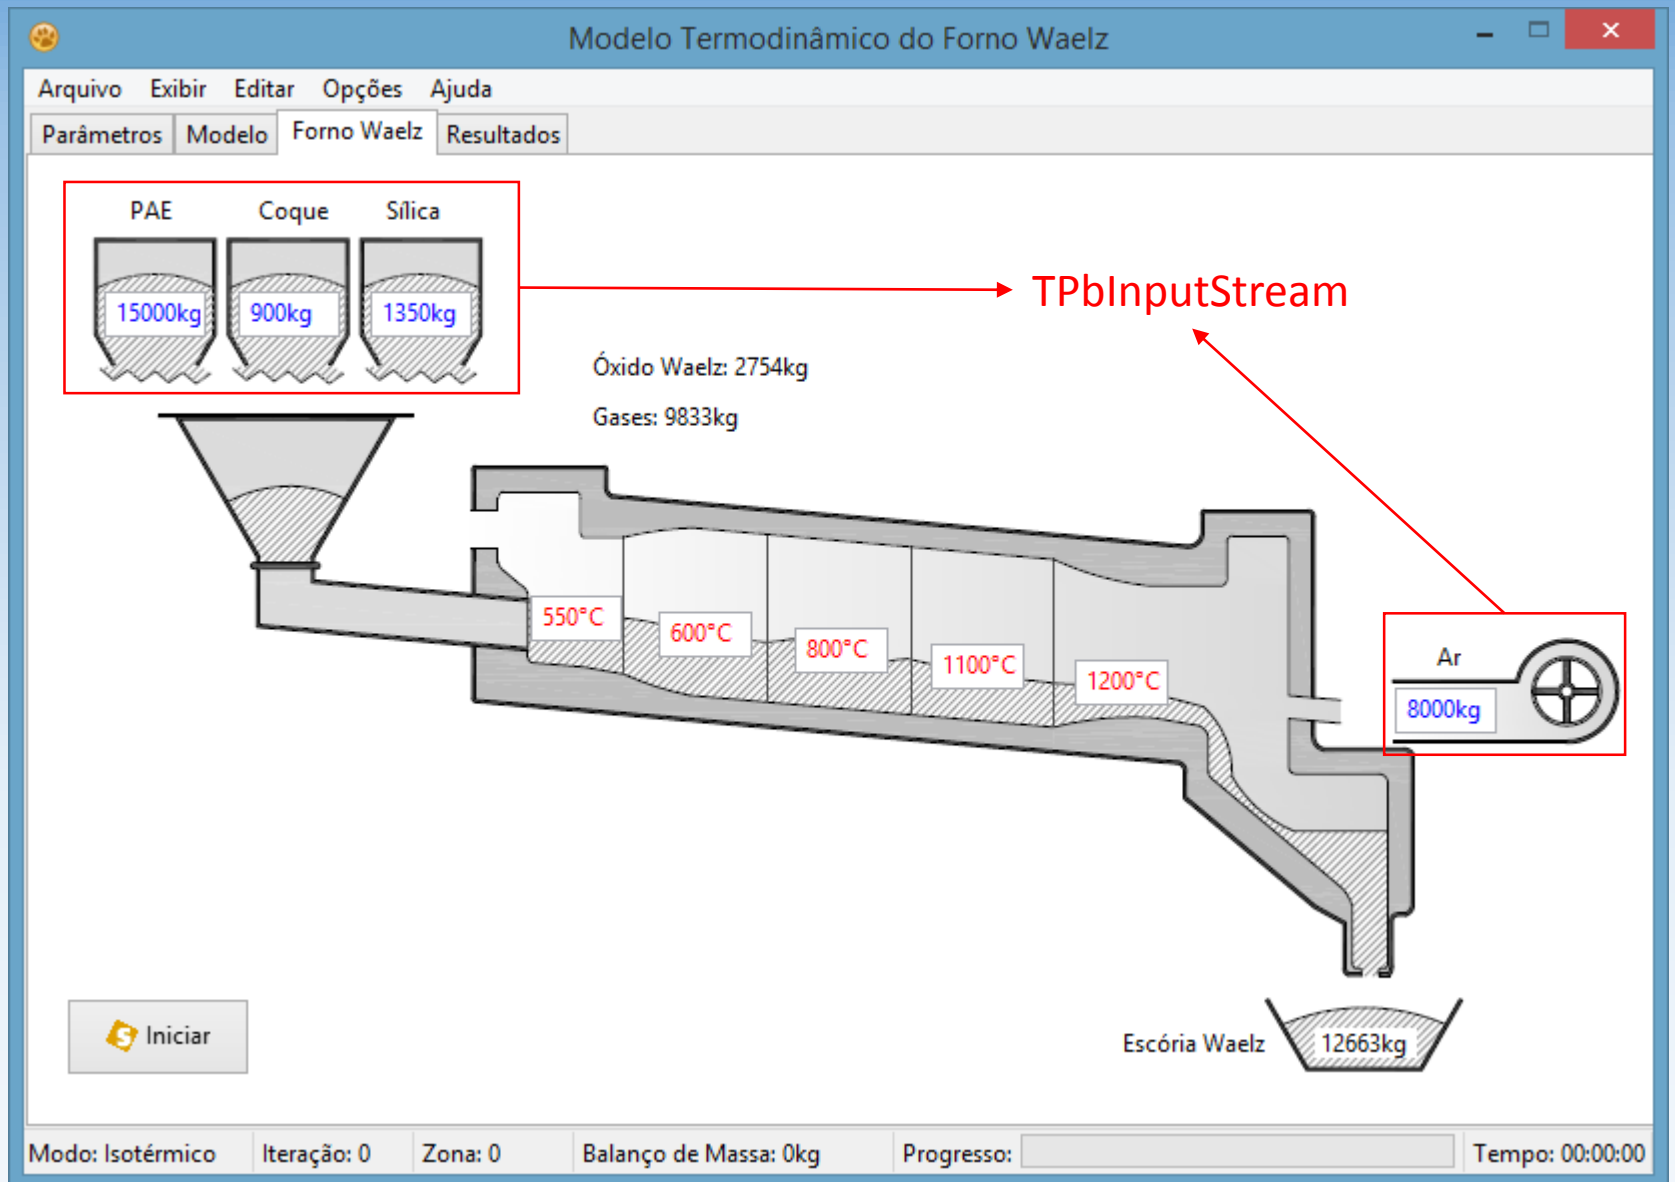 Modelo Termodinâmico do Forno Waelz
Arquivo Exibir Editar Opções Ajuda
Parâmetros Modelo Forno Waelz Resultados
PAE Coque Sílica
15000kg 900kg 1350kg
TPbInputStream
Óxido Waelz: 2754kg
Gases: 9833kg
550°C
600°C
800°C
1100°C
1200°C
Ar
8000kg
Iniciar
Escória Waelz
12663kg
Modo: Isotérmico Iteração: 0 Zona: 0 Balanço de Massa: 0kg Progresso: Tempo: 00:00:00